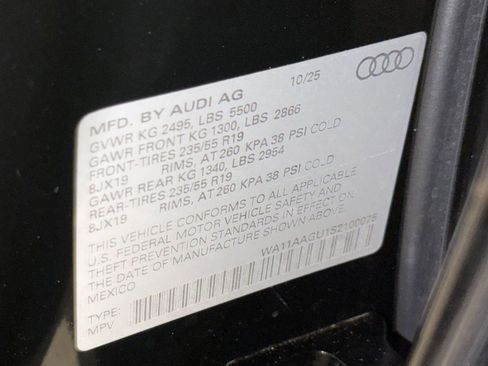 10/25
MFD. BY AUDI AG
GVWR KG 2495, LBS 5500
GAWR FRONT KG 1300, LBS 2866
FRONT-TIRES 235/55 R19
8JX19 RIMS, AT 260 KPA 38 PSI COLD
GAWR REAR KG 1340, LBS 2954
REAR-TIRES 235/55 R19
8JX19 RIMS, AT 260 KPA 38 PSI COLD
THIS VEHICLE CONFORMS TO ALL APPLICABLE
U.S. FEDERAL MOTOR VEHICLE SAFETY AND
THEFT PREVENTION STANDARDS IN EFFECT ON
THE DATE OF MANUFACTURE SHOWN ABOVE.
MEXICO
WA11AAGU1S2100075
TYPE:
MPV